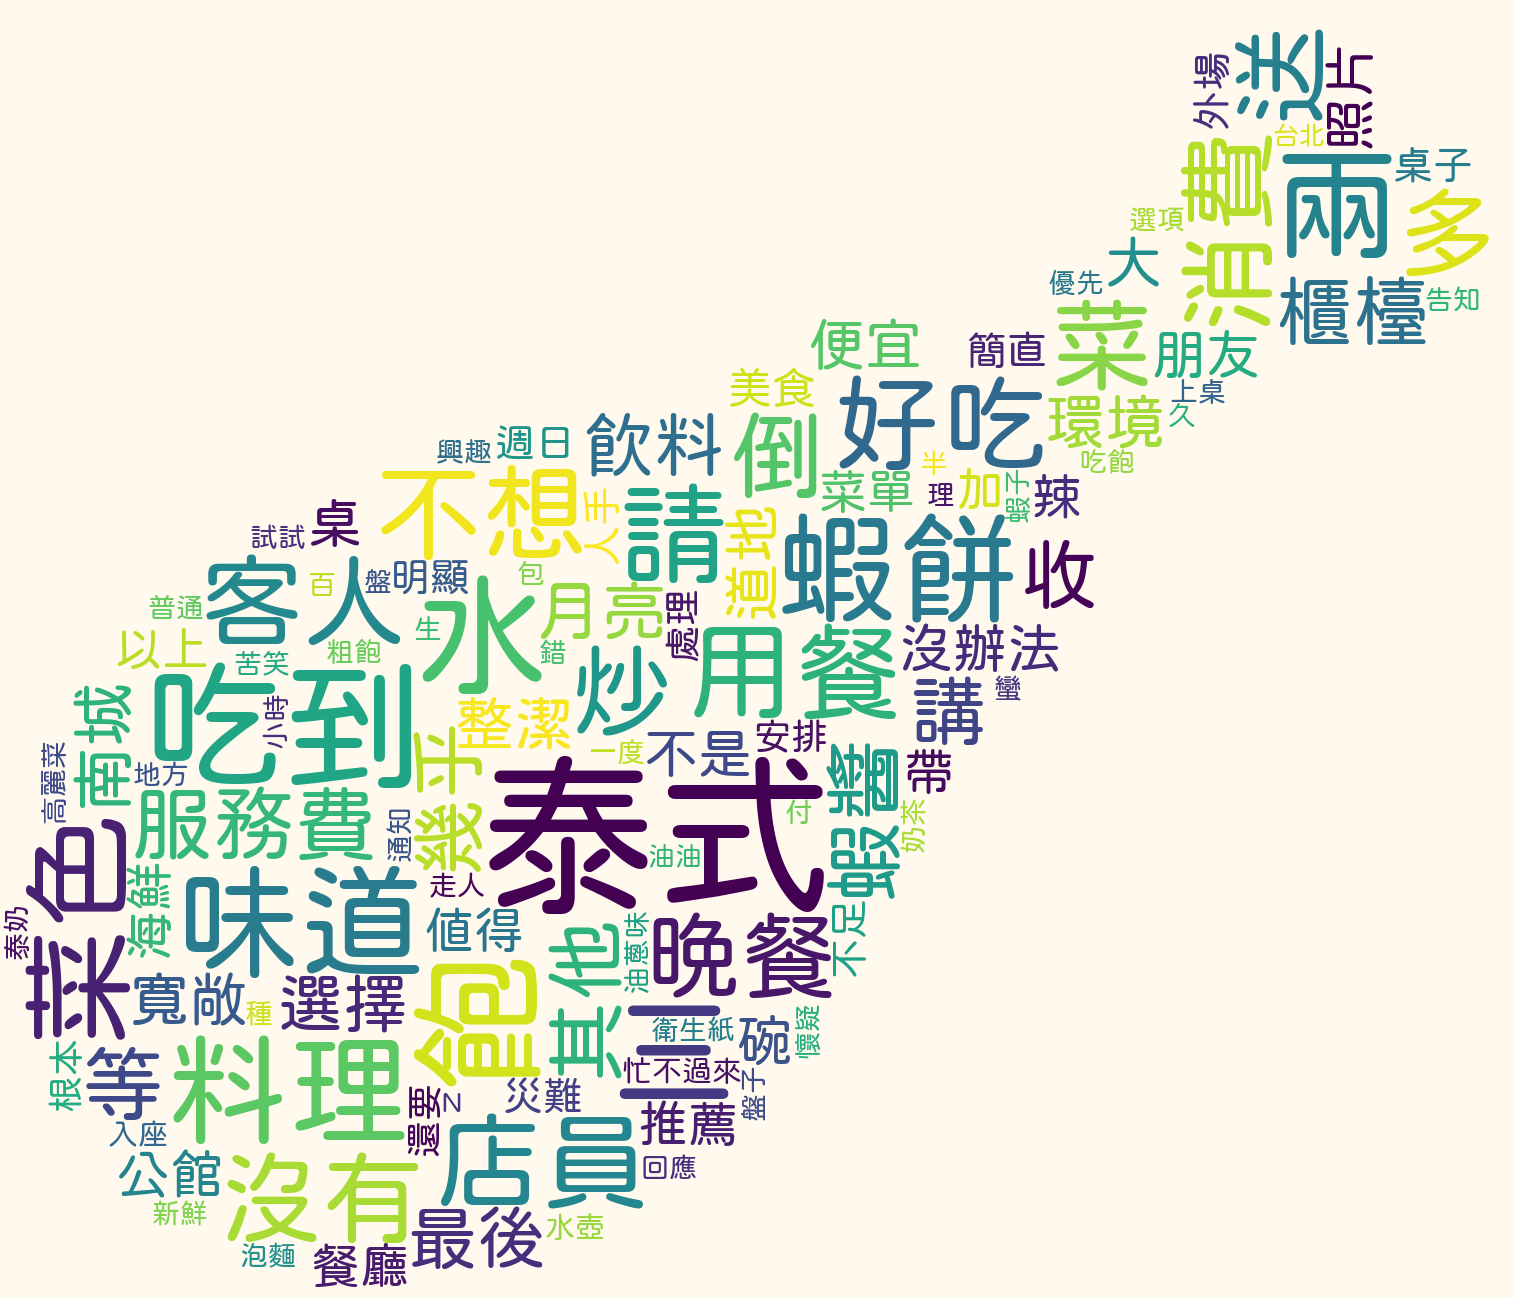 送
外場
照片
台北
消費
兩
桌子
多
選項
大
優先
櫃檯
告知
菜
朋友
便宜
簡直
上桌
久
美食
好吃
環境
飲料
倒
週日
興趣
吃飽
半
不想
菜單
理
加
蝦子
辣
人手
請
桌
試試
道地
蝦餅
收
客人
百
盤
明顯
包
水
月亮
處理
普通
生
以上
苦笑
粗飽
錯
用餐
沒辦法
炒
講
蠻
吃到
小時
南城
整潔
幾乎
一度
不是
安排
高麗菜
地方
泰式
醬
蝦
帶
服務費
通知
付
奶茶
油油
菜色
走人
海鮮
味道
值得
泰奶
其他
油蔥味
晚餐
不足
寬敞
種
選擇
飽
三
衛生紙
碗
懷疑
根本
等
料理
忙不過來
災難
盤子
還要
N
推薦
入座
店員
公館
沒有
回應
新鮮
最後
水壺
泡麵
餐廳